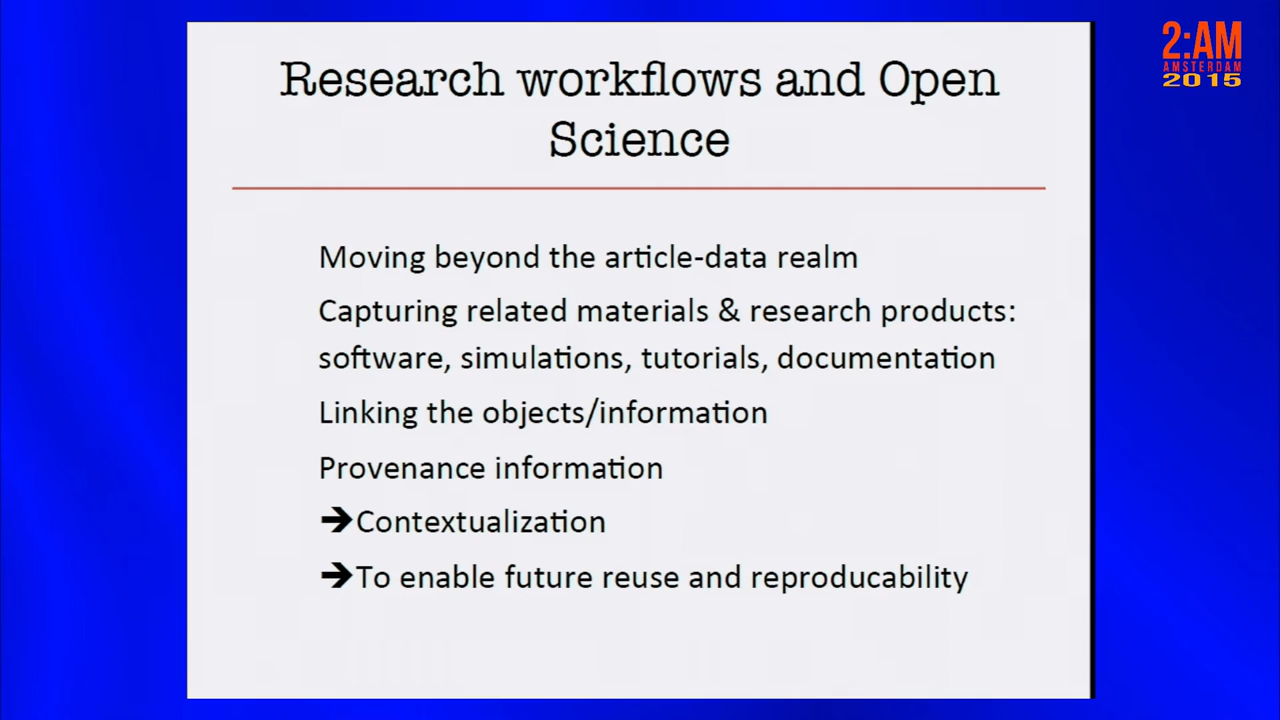 Research workflows and Open
Science
Moving beyond the article-data realm
Capturing related materials & research products:
software, simulations, tutorials, documentation
Linking the objects/information
Provenance information
➔Contextualization
➔To enable future reuse and reproducability
2:AM
AMSTERDAM
2015